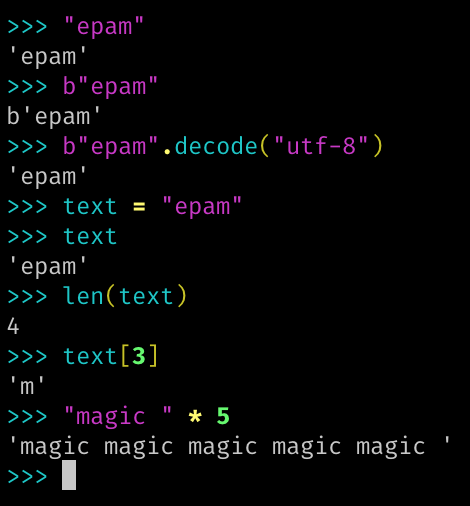 >>> "epam"
'epam'
>>> b"epam"
b'epam'
>>> b"epam".decode("utf-8")
'epam'
>>> text = "epam"
>>> text
'epam'
>>> len(text)
4
>>> text[3]
'm'
>>> "magic " * 5
'magic magic magic magic magic '
>>>